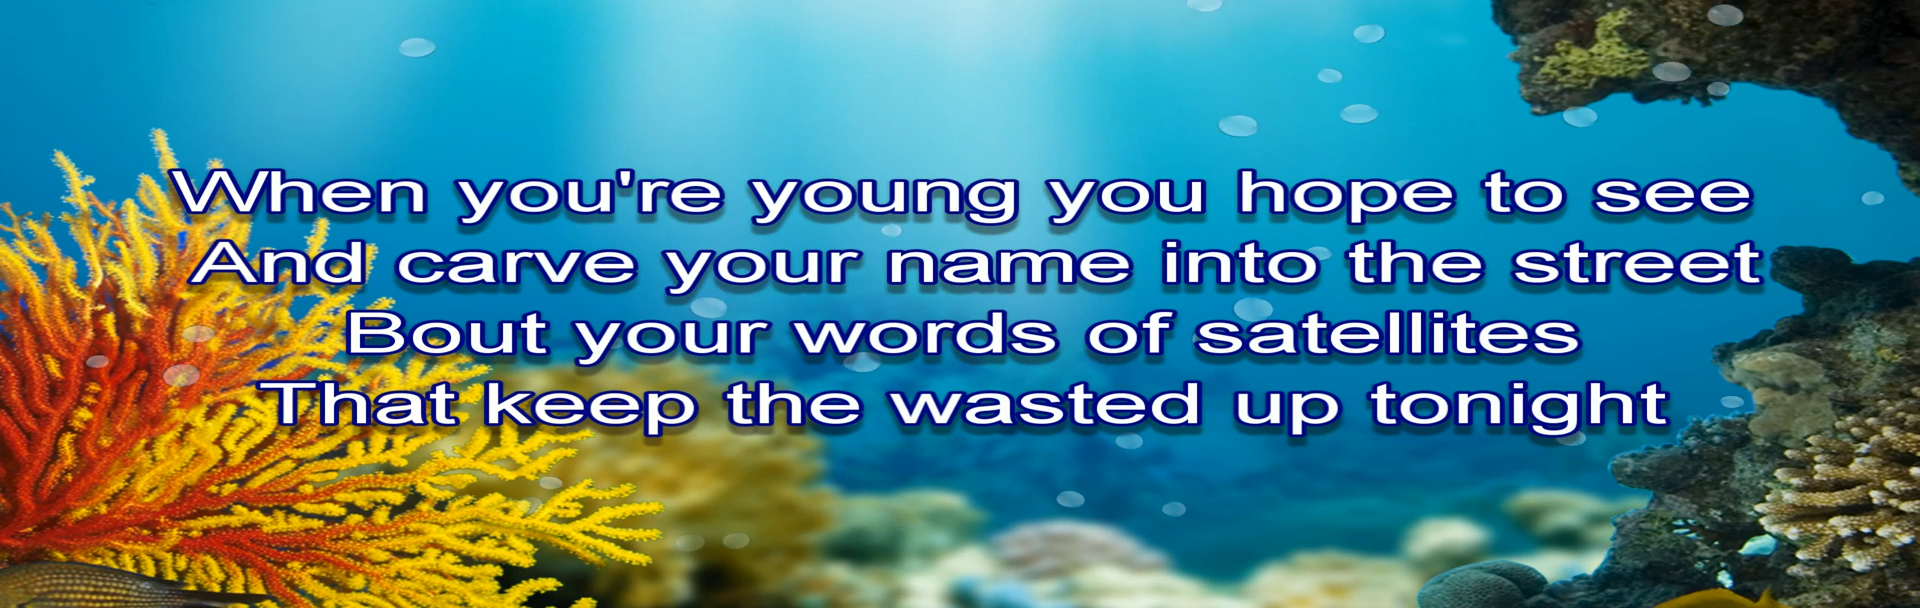 When you're young you hope to see
And carve your name into the street
Bout your words of satellites
That keep the wasted up tonight